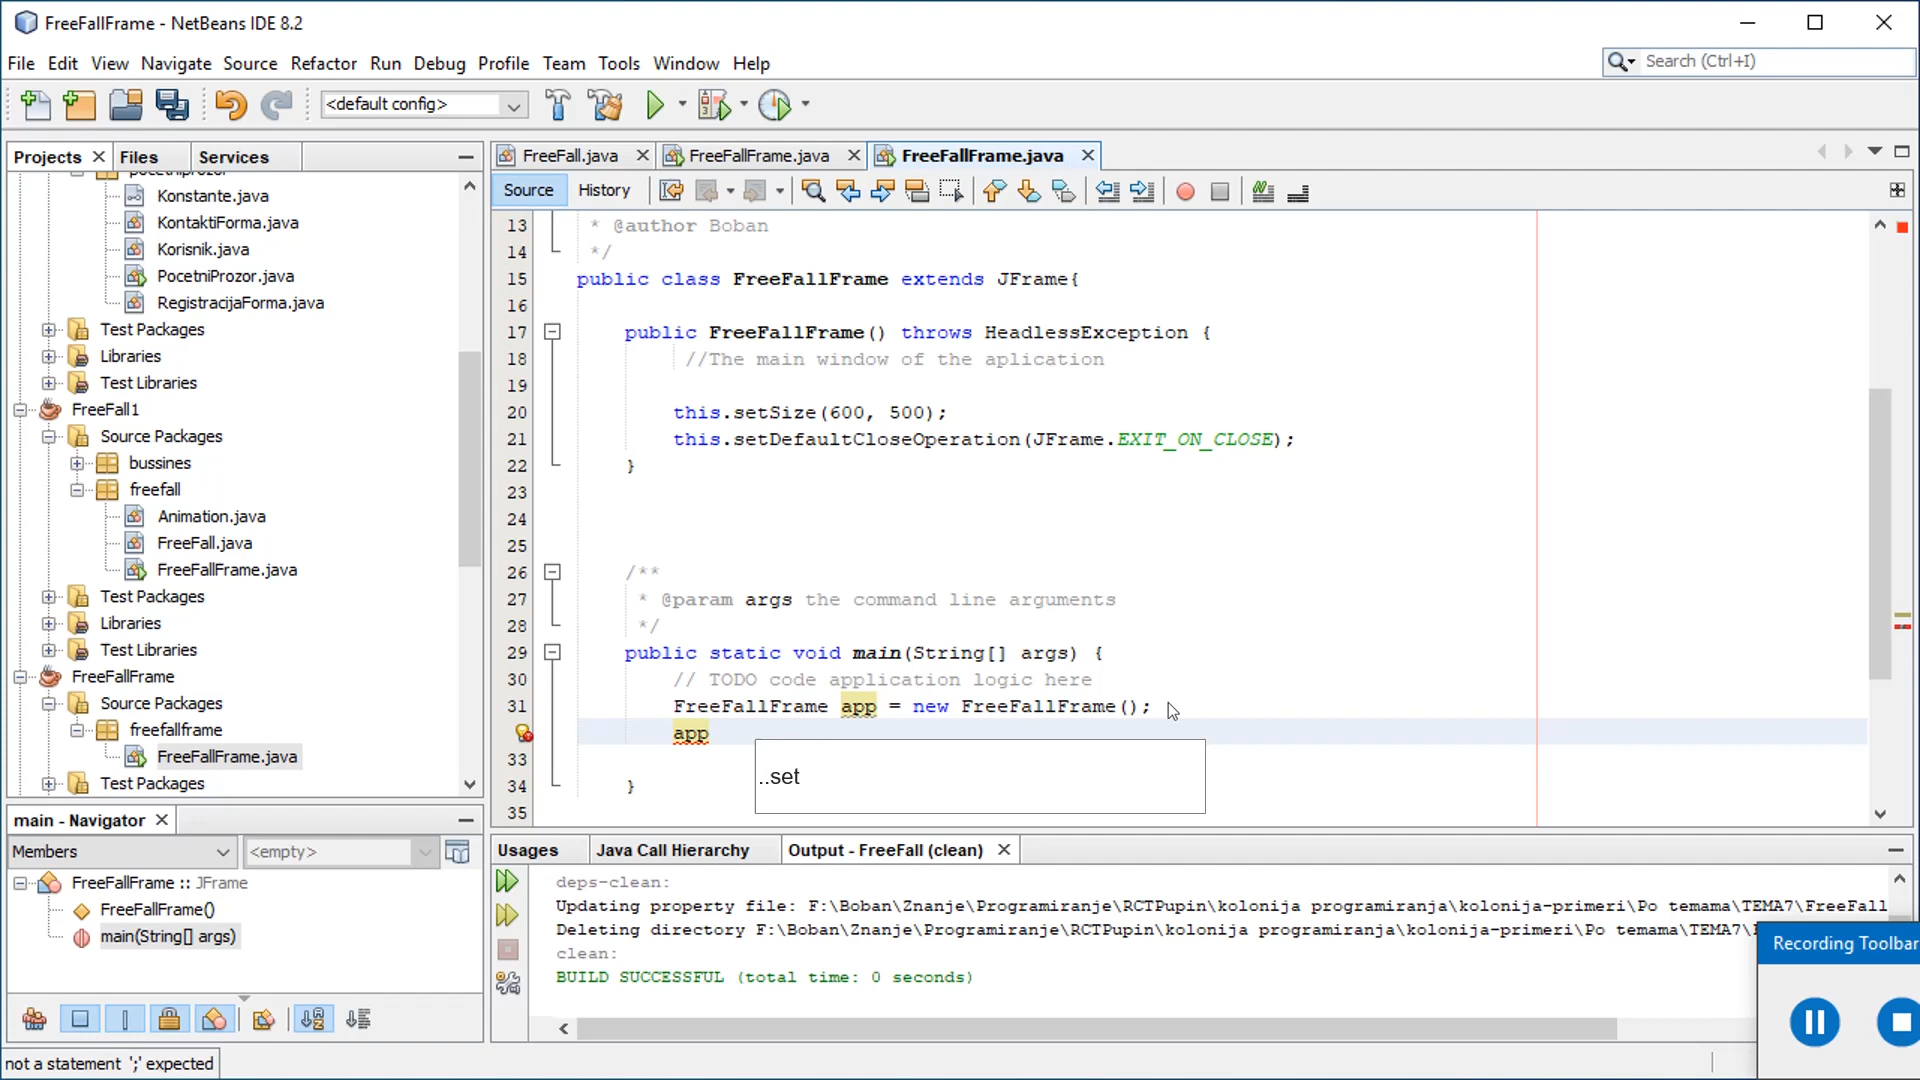 FreeFallFrame - NetBeans IDE 8.2
File Edit View Navigate Source Refactor Run Debug Profile Team Tools Window Help
Search (Ctrl+I)
<default config>
Projects Files Services
Konstante.java
KontaktiForma.java
Korisnik.java
PocetniProzor.java
RegistracijaForma.java
Test Packages
Libraries
Test Libraries
FreeFall1
Source Packages
bussines
freefall
Animation.java
FreeFall.java
FreeFallFrame.java
Test Packages
Libraries
Test Libraries
FreeFallFrame
Source Packages
freefallframe
FreeFallFrame.java
Test Packages
main - Navigator
Members <empty>
FreeFallFrame :: JFrame
FreeFallFrame()
main(String[] args)
FreeFall.java FreeFallFrame.java FreeFallFrame.java
Source History
13 * @author Boban
14 */
15 public class FreeFallFrame extends JFrame{
16
17 public FreeFallFrame() throws HeadlessException {
18 //The main window of the aplication
19
20 this.setSize(600, 500);
21 this.setDefaultCloseOperation(JFrame.EXIT_ON_CLOSE);
22 }
23
24
25
26 /**
27 * @param args the command line arguments
28 */
29 public static void main(String[] args) {
30 // TODO code application logic here
31 FreeFallFrame app = new FreeFallFrame();
app
33
..set
34 }
35
Usages Java Call Hierarchy Output - FreeFall (clean)
deps-clean:
Updating property file: F:\Boban\Znanje\Programiranje\RCTPupin\kolonija programiranja\kolonija-primeri\Po temama\TEMA7\FreeFall
Deleting directory F:\Boban\Znanje\Programiranje\RCTPupin\kolonija programiranja\kolonija-primeri\Po temama\TEMA7\
clean:
BUILD SUCCESSFUL (total time: 0 seconds)
Recording Toolbar
not a statement ';' expected